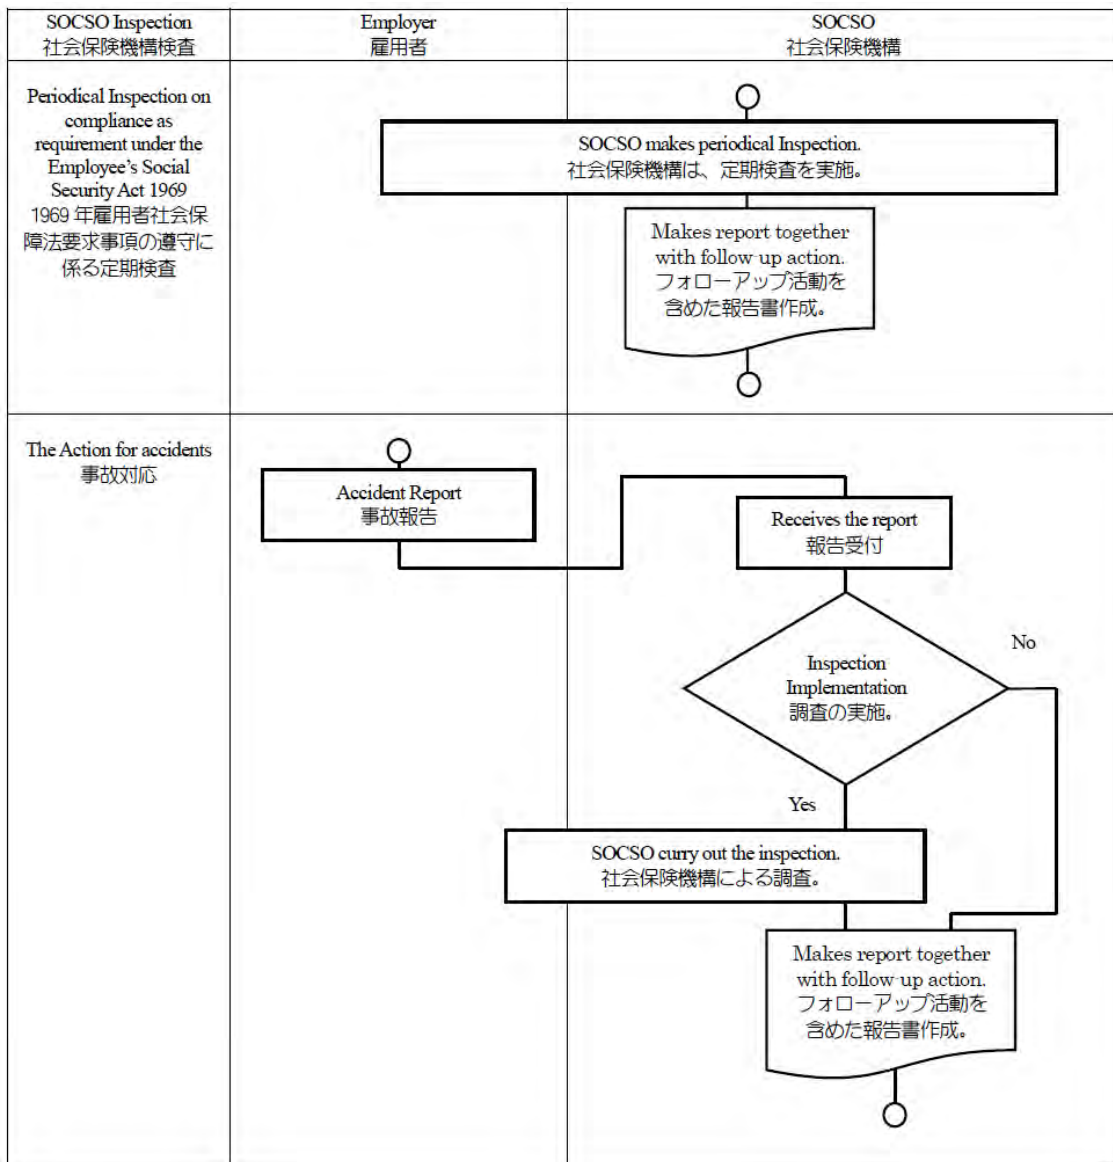 SOCSO Inspection
社会保険機構検査
Employer
雇用者
SOCSO
社会保険機構
Periodical Inspection on
compliance as
requirement under the
Employee's Social
Security Act 1969
1969 年雇用者社会保
障法要求事項の遵守に
係る定期検査
SOCSO makes periodical Inspection.
社会保険機構は、定期検査を実施。
Makes report together
with follow-up action.
フォローアップ活動を
含めた報告書作成。
The Action for accidents
事故対応
Accident Report
事故報告
Receives the report
報告受付
Inspection
Implementation
調査の実施。
No
Yes
SOCSO curry out the inspection.
社会保険機構による調査。
Makes report together
with follow-up action.
フォローアップ活動を
含めた報告書作成。